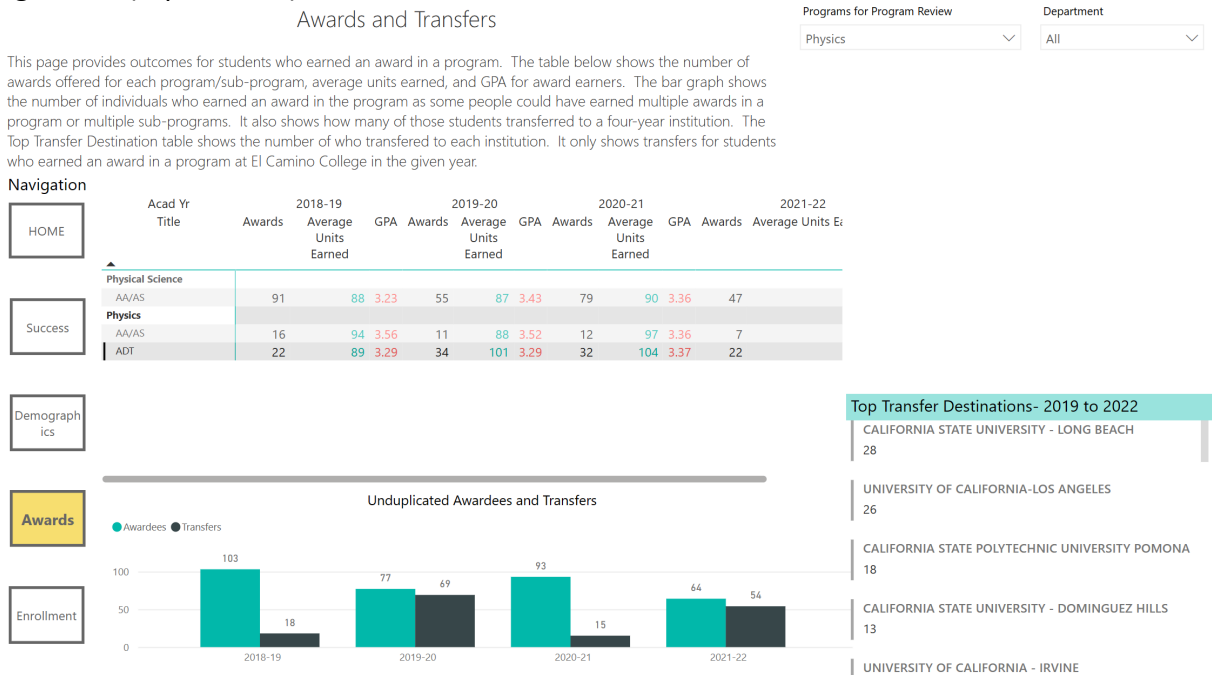 Awards and Transfers
Programs for Program Review
Department
Physics
All
This page provides outcomes for students who earned an award in a program. The table below shows the number of
awards offered for each program/sub-program, average units earned, and GPA for award earners. The bar graph shows
the number of individuals who earned an award in the program as some people could have earned multiple awards in a
program or multiple sub-programs. It also shows how many of those students transferred to a four-year institution. The
Top Transfer Destination table shows the number of who transfered to each institution. It only shows transfers for students
who earned an award in a program at El Camino College in the given year.
Navigation
HOME
Success
Demograph
ics
Awards
Enrollment
Acad Yr 2018-19 2019-20 2020-21 2021-22
Title Awards Average GPA Awards Average GPA Awards Average GPA Awards Average Units Ea
Units Units Units
Earned Earned Earned
Physical Science
AA/AS 91 88 3.23 55 87 3.43 79 90 3.36 47
Physics
AA/AS 16 94 3.56 11 88 3.52 12 97 3.36 7
ADT 22 89 3.29 34 101 3.29 32 104 3.37 22
Unduplicated Awardees and Transfers
Awardees Transfers
100
50
0
103
18
77
69
93
15
64
54
2018-19 2019-20 2020-21 2021-22
Top Transfer Destinations- 2019 to 2022
CALIFORNIA STATE UNIVERSITY - LONG BEACH
28
UNIVERSITY OF CALIFORNIA-LOS ANGELES
26
CALIFORNIA STATE POLYTECHNIC UNIVERSITY POMONA
18
CALIFORNIA STATE UNIVERSITY - DOMINGUEZ HILLS
13
UNIVERSITY OF CALIFORNIA - IRVINE